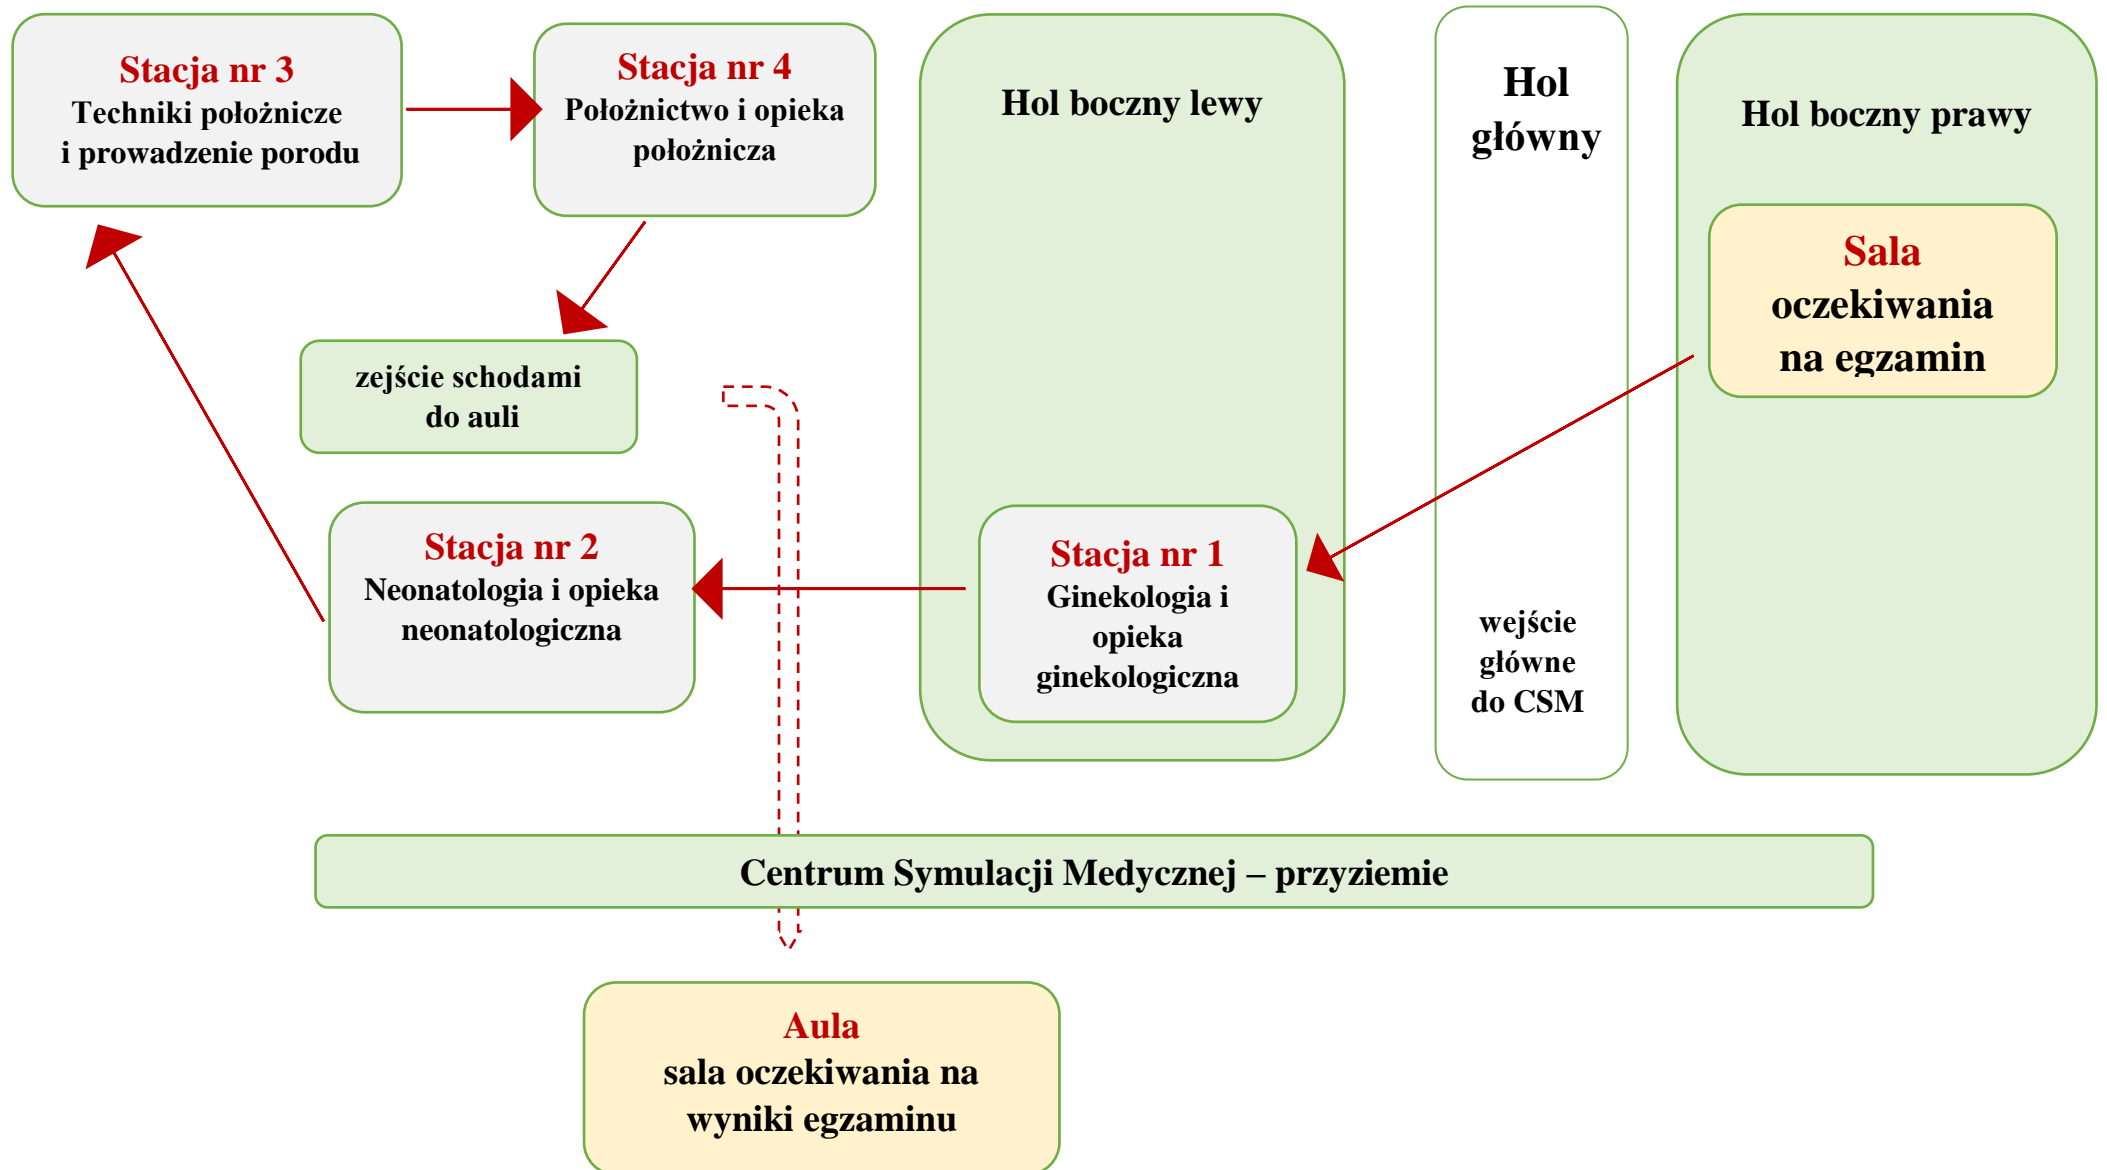 Stacja nr 3
Techniki położnicze
i prowadzenie porodu
Stacja nr 4
Położnictwo i opieka
położnicza
Hol boczny lewy
Hol
główny
Hol boczny prawy
Sala
oczekiwania
na egzamin
zejście schodami
do auli
Stacja nr 2
Neonatologia i opieka
neonatologiczna
Stacja nr 1
Ginekologia i
opieka
ginekologiczna
wejście
główne
do CSM
Centrum Symulacji Medycznej – przyziemie
Aula
sala oczekiwania na
wyniki egzaminu